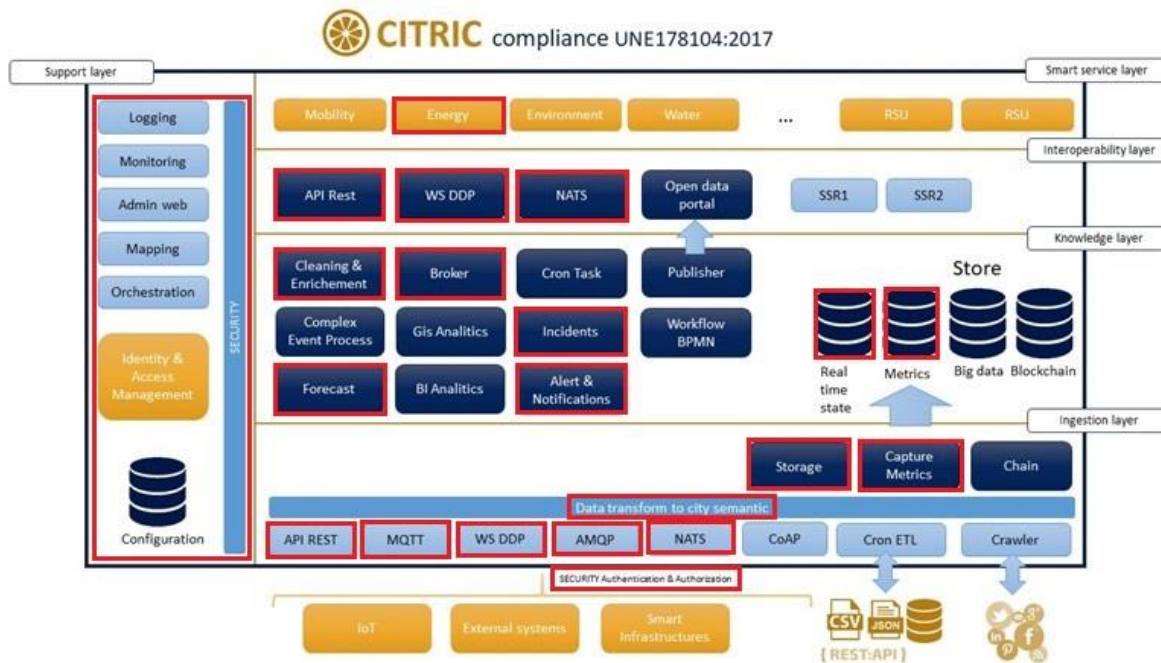 CITRIC compliance UNE178104:2017
Support layer
Smart service layer
Logging
Monitoring
Admin web
Mapping
Orchestration
Identity &
Access
Management
Configuration
SECURITY
Mobility
Energy
Environment
Water
...
RSU
RSU
Interoperability layer
API Rest
WS DDP
NATS
Open data
portal
SSR1
SSR2
Knowledge layer
Cleaning &
Enrichement
Broker
Cron Task
Publisher
Complex
Event Process
Gis Analitics
Incidents
Workflow
BPMN
Forecast
BI Analitics
Alert &
Notifications
Store
Real
time
state
Metrics
Big data
Blockchain
Ingestion layer
Storage
Capture
Metrics
Chain
Data transform to city semantic
API REST
MQTT
WS DDP
AMQP
NATS
CoAP
Cron ETL
Crawler
SECURITY Authentication & Authorization
IoT
External systems
Smart
Infrastructures
CSV
JSON
{ REST:API }